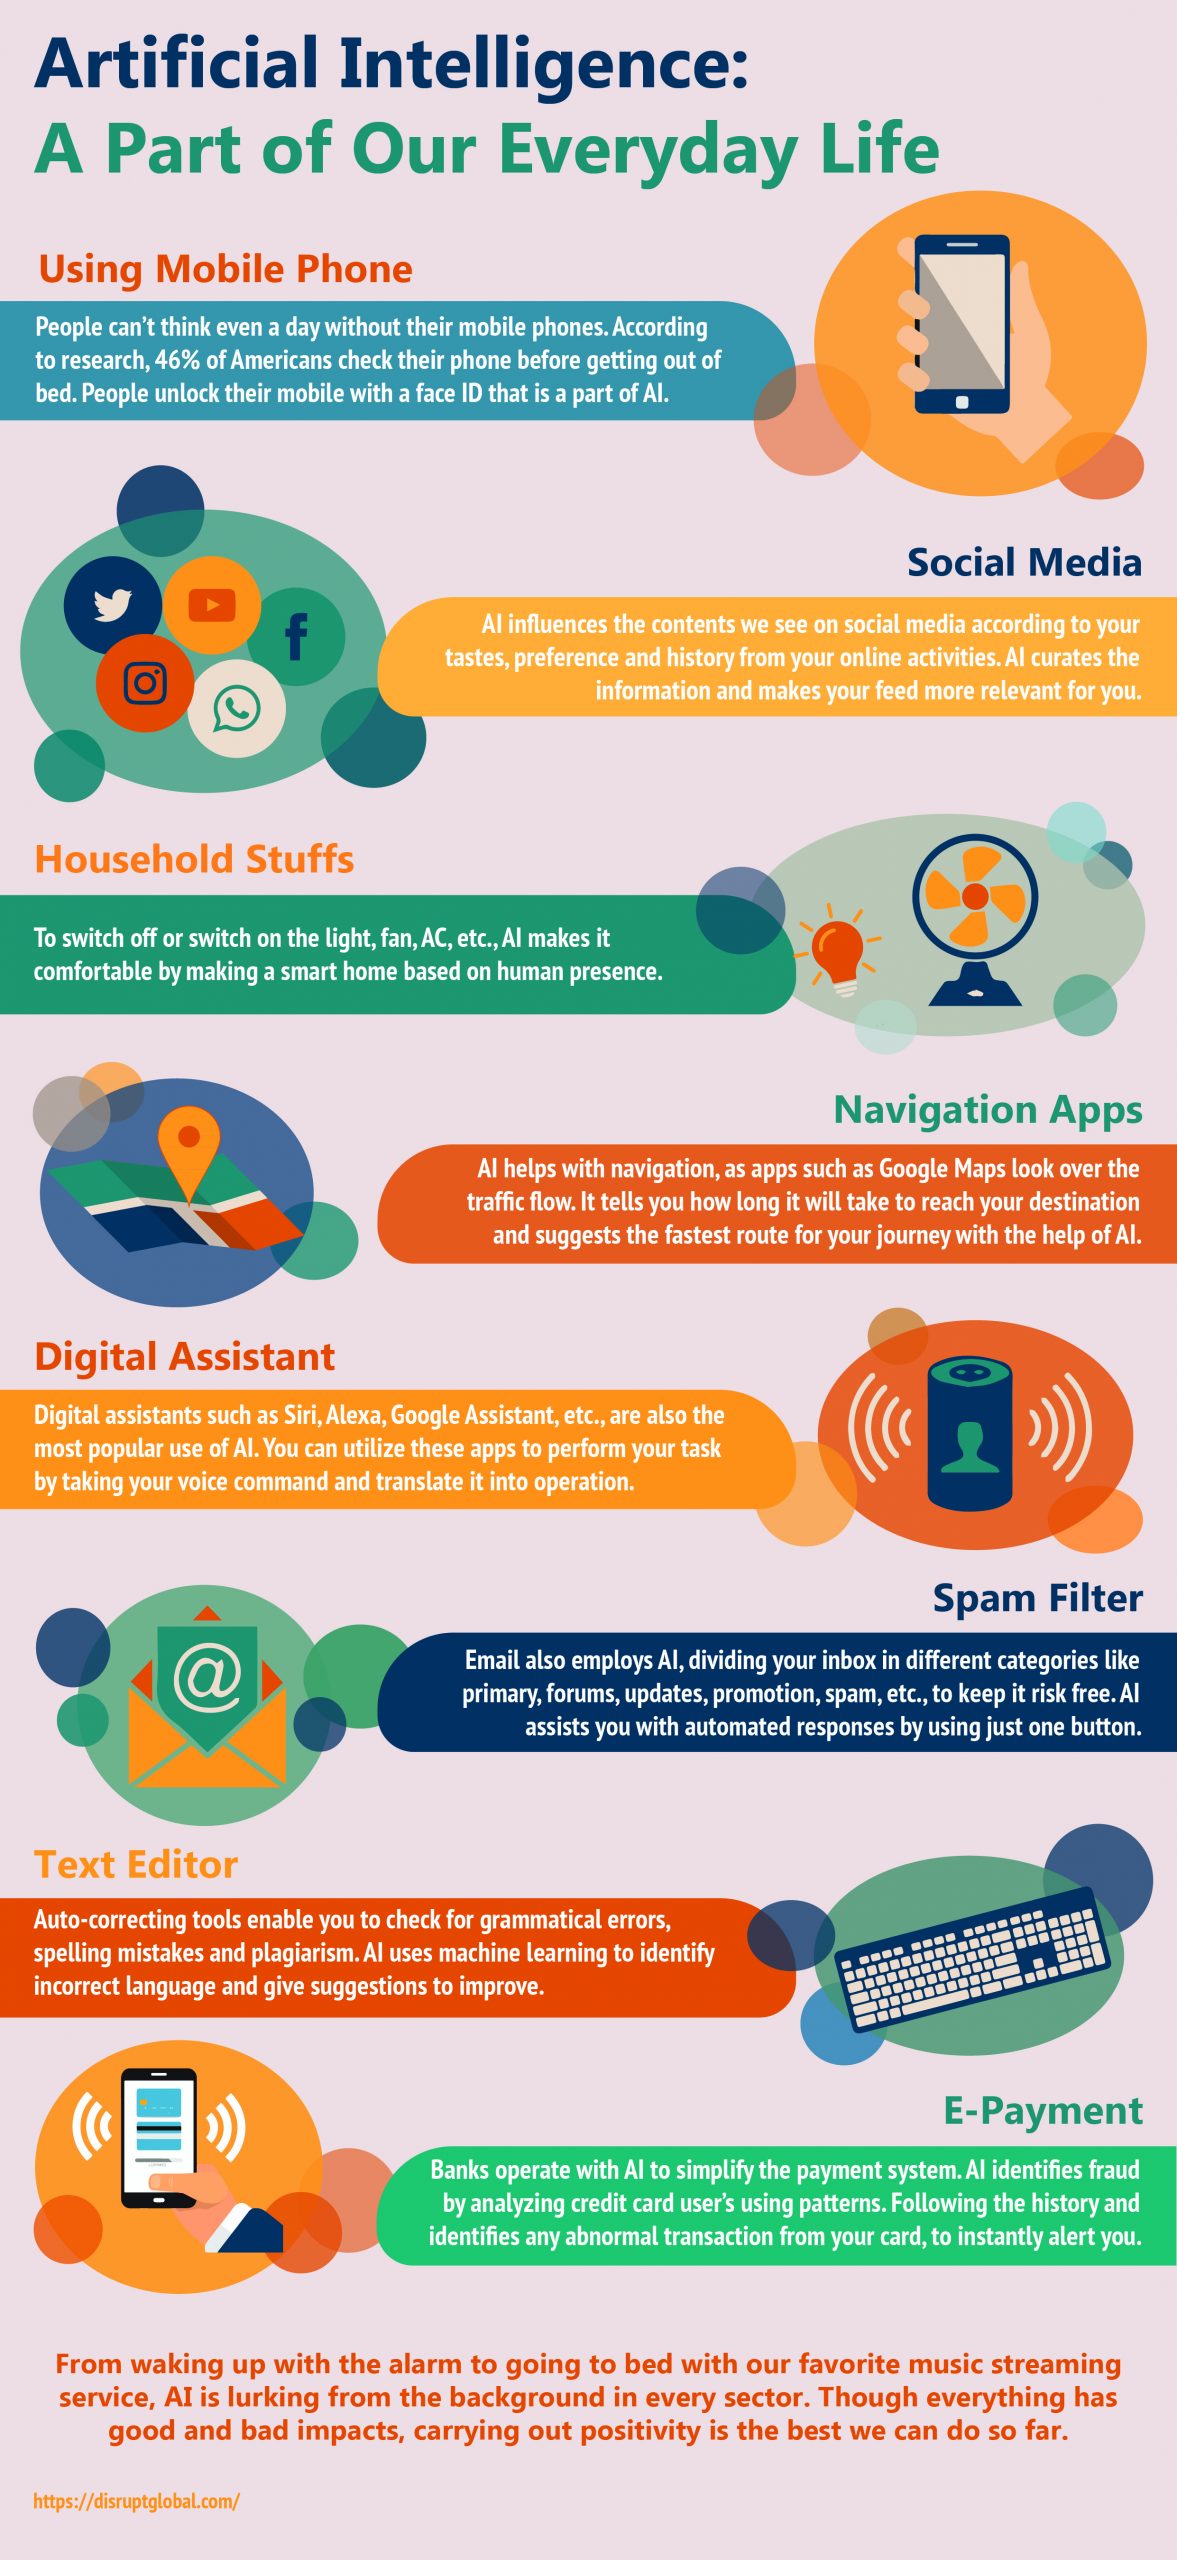 Artificial Intelligence:
A Part of Our Everyday Life
Using Mobile Phone
People can't think even a day without their mobile phones. According
to research, 46% of Americans check their phone before getting out of
bed. People unlock their mobile with a face ID that is a part of AI.
Social Media
AI influences the contents we see on social media according to your
tastes, preference and history from your online activities. AI curates the
information and makes your feed more relevant for you.
Household Stuffs
To switch off or switch on the light, fan, AC, etc., AI makes it
comfortable by making a smart home based on human presence.
Navigation Apps
AI helps with navigation, as apps such as Google Maps look over the
traffic flow. It tells you how long it will take to reach your destination
and suggests the fastest route for your journey with the help of AI.
Digital Assistant
Digital assistants such as Siri, Alexa, Google Assistant, etc., are also the
most popular use of AI. You can utilize these apps to perform your task
by taking your voice command and translate it into operation.
Spam Filter
Email also employs AI, dividing your inbox in different categories like
primary, forums, updates, promotion, spam, etc., to keep it risk free. AI
assists you with automated responses by using just one button.
@
Text Editor
Auto-correcting tools enable you to check for grammatical errors,
spelling mistakes and plagiarism. AI uses machine learning to identify
incorrect language and give suggestions to improve.
E-Payment
Banks operate with AI to simplify the payment system. AI identifies fraud
by analyzing credit card user's using patterns. Following the history and
identifies any abnormal transaction from your card, to instantly alert you.
From waking up with the alarm to going to bed with our favorite music streaming
service, AI is lurking from the background in every sector. Though everything has
good and bad impacts, carrying out positivity is the best we can do so far.
https://disruptglobal.com/